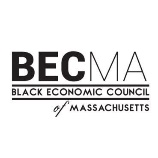 BECMA
BLACK ECONOMIC COUNCIL
of MASSACHUSETTS